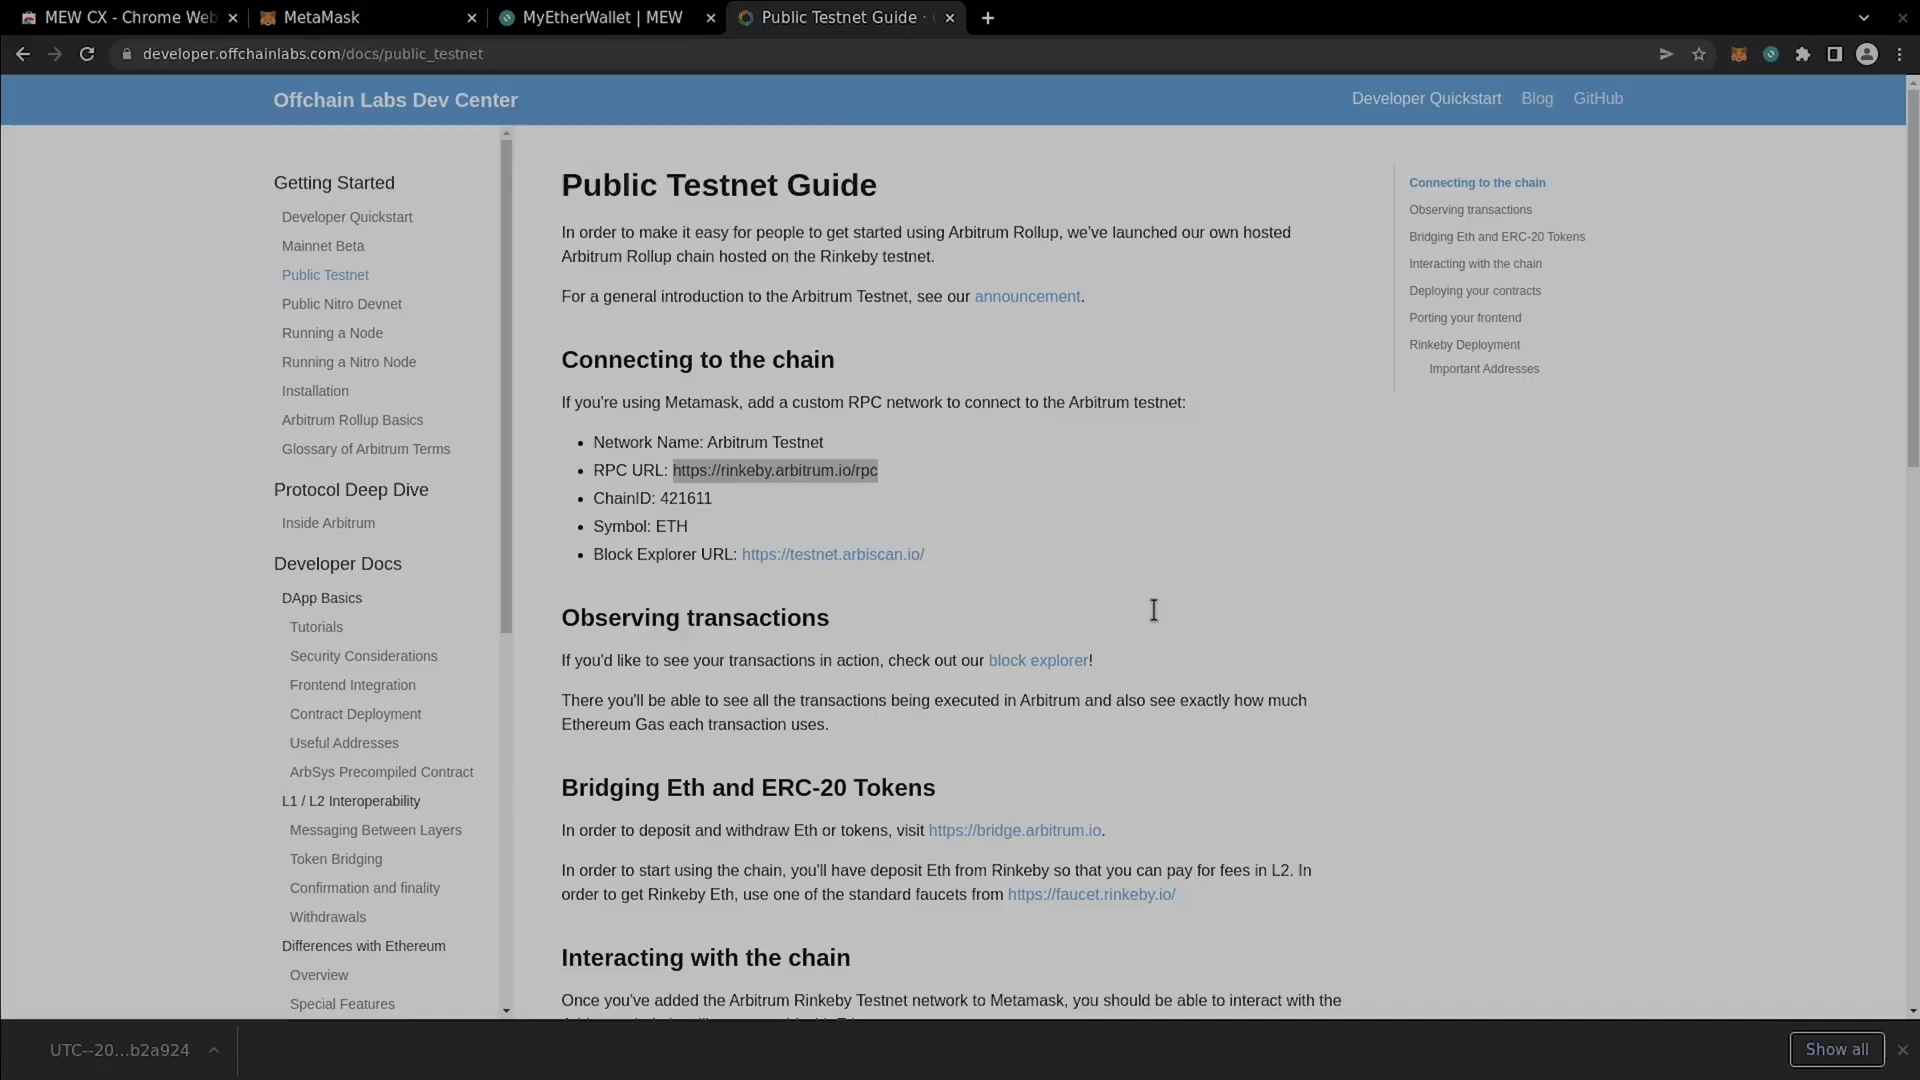 MEW CX - Chrome Web
MetaMask
MyEtherWallet | MEW
Public Testnet Guide ·
developer.offchainlabs.com/docs/public_testnet
Offchain Labs Dev Center
Developer Quickstart
Blog
GitHub
Getting Started
Developer Quickstart
Mainnet Beta
Public Testnet
Public Nitro Devnet
Running a Node
Running a Nitro Node
Installation
Arbitrum Rollup Basics
Glossary of Arbitrum Terms
Protocol Deep Dive
Inside Arbitrum
Developer Docs
DApp Basics
Tutorials
Security Considerations
Frontend Integration
Contract Deployment
Useful Addresses
ArbSys Precompiled Contract
L1 / L2 Interoperability
Messaging Between Layers
Token Bridging
Confirmation and finality
Withdrawals
Differences with Ethereum
Overview
Special Features
Public Testnet Guide
In order to make it easy for people to get started using Arbitrum Rollup, we've launched our own hosted
Arbitrum Rollup chain hosted on the Rinkeby testnet.
For a general introduction to the Arbitrum Testnet, see our announcement.
Connecting to the chain
If you're using Metamask, add a custom RPC network to connect to the Arbitrum testnet:
• Network Name: Arbitrum Testnet
• RPC URL: https://rinkeby.arbitrum.io/rpc
• ChainID: 421611
• Symbol: ETH
• Block Explorer URL: https://testnet.arbiscan.io/
Observing transactions
If you'd like to see your transactions in action, check out our block explorer!
There you'll be able to see all the transactions being executed in Arbitrum and also see exactly how much
Ethereum Gas each transaction uses.
Bridging Eth and ERC-20 Tokens
In order to deposit and withdraw Eth or tokens, visit https://bridge.arbitrum.io.
In order to start using the chain, you'll have deposit Eth from Rinkeby so that you can pay for fees in L2. In
order to get Rinkeby Eth, use one of the standard faucets from https://faucet.rinkeby.io/
Interacting with the chain
Once you've added the Arbitrum Rinkeby Testnet network to Metamask, you should be able to interact with the
Connecting to the chain
Observing transactions
Bridging Eth and ERC-20 Tokens
Interacting with the chain
Deploying your contracts
Porting your frontend
Rinkeby Deployment
Important Addresses
UTC--20...b2a924
Show all